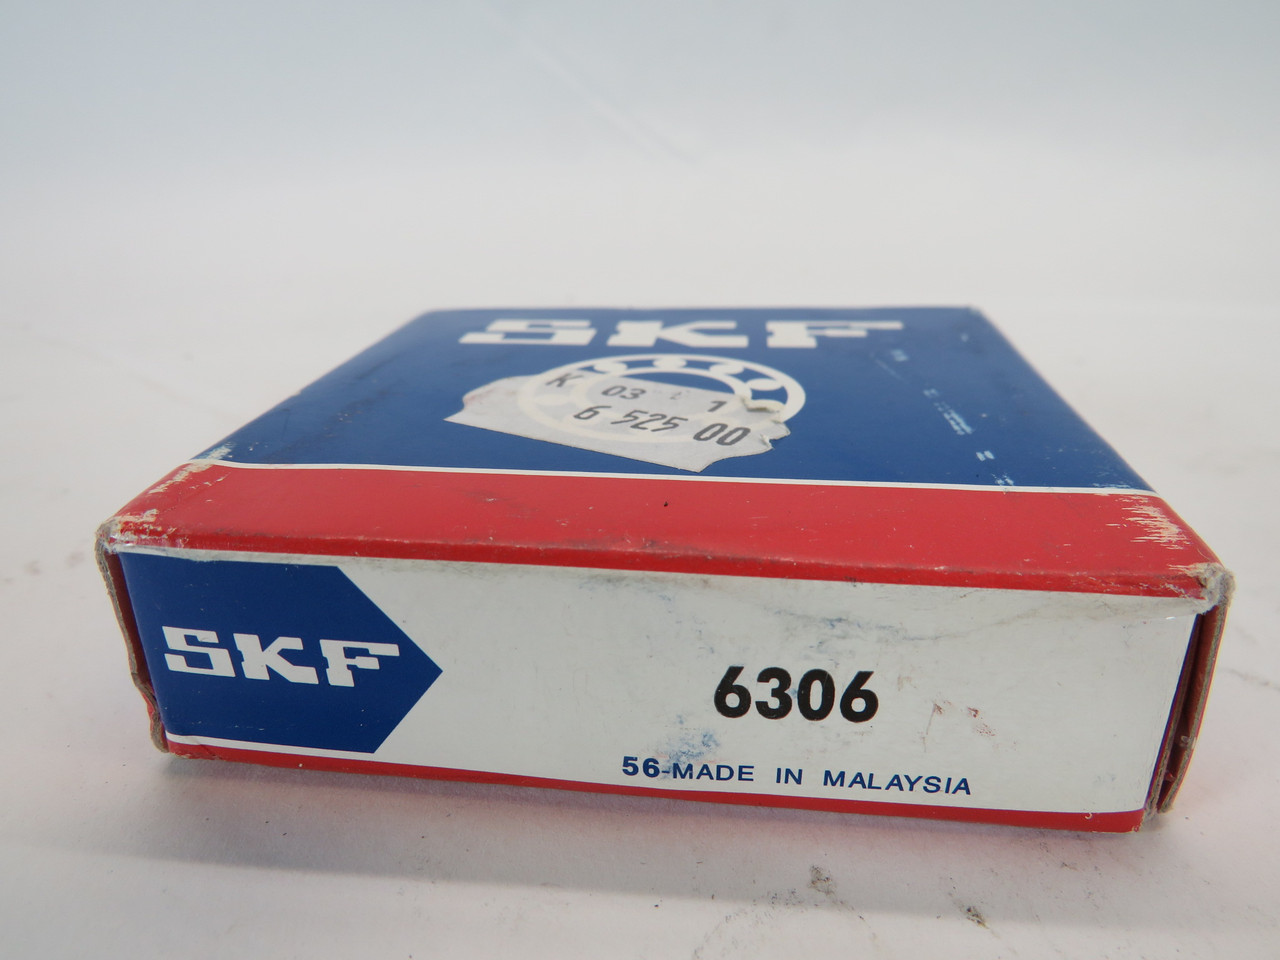 SKF
K 03 1
6 525 00
SKF
6306
56-MADE IN MALAYSIA